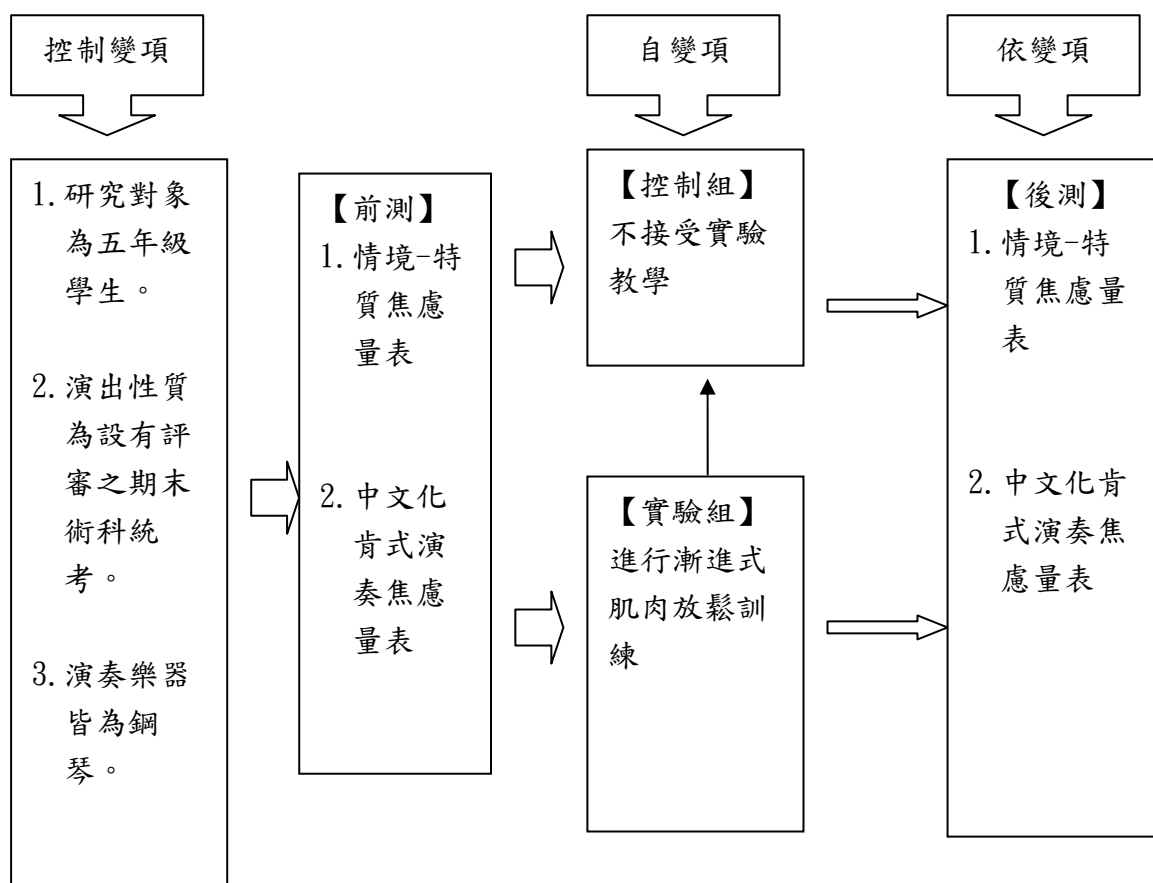 控制變項
自變項
依變項
1.研究對象
為五年級
學生。
2.演出性質
為設有評
審之期末
術科統
考。
3.演奏樂器
皆為鋼
琴。
【前測】
1.情境-特
質焦慮
量表
2.中文化
肯式演
奏焦慮
量表
【控制組】
不接受實驗
教學
【實驗組】
進行漸進式
肌肉放鬆訓
練
【後測】
1.情境-特
質焦慮量
表
2.中文化肯
式演奏焦
慮量表